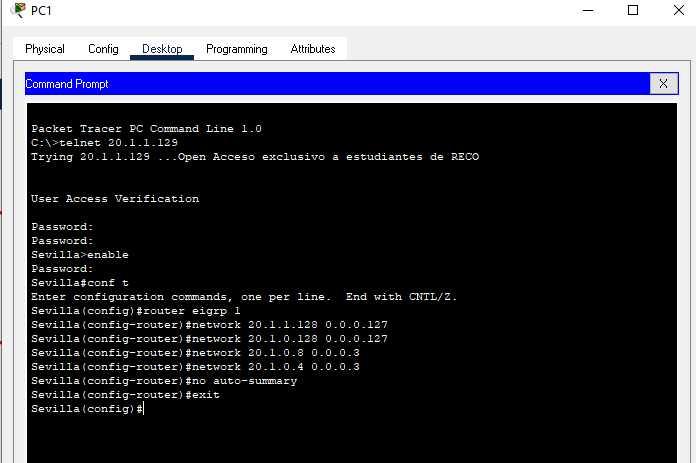 PC1
Physical Config Desktop Programming Attributes
Command Prompt X
Packet Tracer PC Command Line 1.0
C:\>telnet 20.1.1.129
Trying 20.1.1.129 ...Open Acceso exclusivo a estudiantes de RECO
User Access Verification
Password:
Password:
Sevilla>enable
Password:
Sevilla#conf t
Enter configuration commands, one per line.  End with CNTL/Z.
Sevilla(config)#router eigrp 1
Sevilla(config-router)#network 20.1.1.128 0.0.0.127
Sevilla(config-router)#network 20.1.0.128 0.0.0.127
Sevilla(config-router)#network 20.1.0.8 0.0.0.3
Sevilla(config-router)#network 20.1.0.4 0.0.0.3
Sevilla(config-router)#no auto-summary
Sevilla(config-router)#exit
Sevilla(config)#